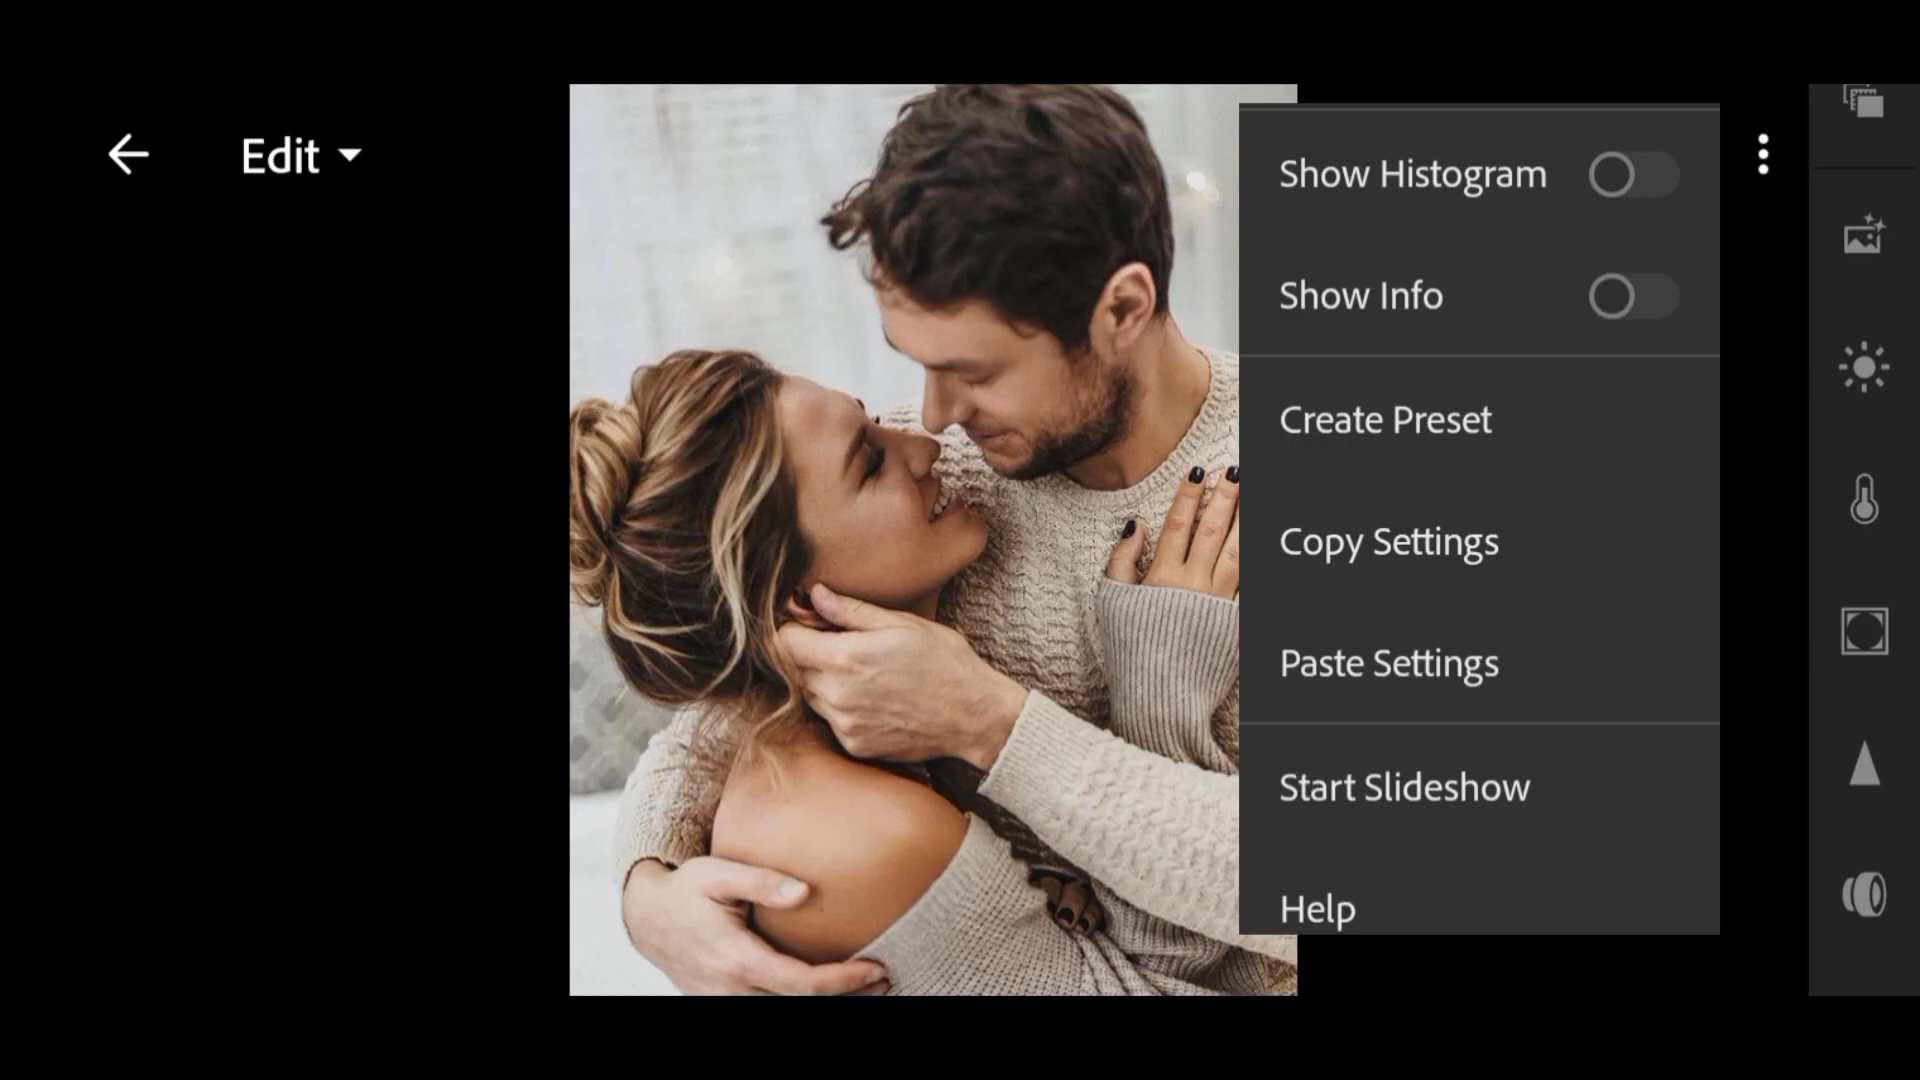 Edit
Show Histogram
Show Info
Create Preset
Copy Settings
Paste Settings
Start Slideshow
Help